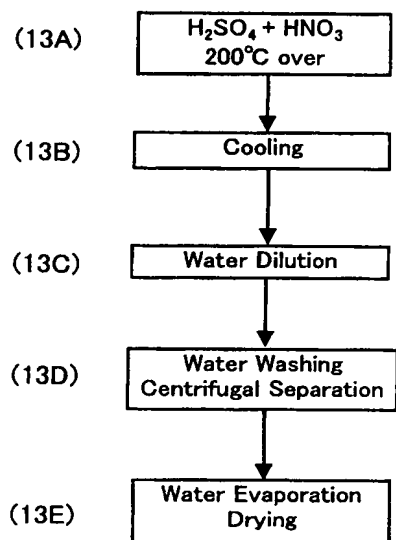 (13A)
H₂SO₄ + HNO₃
200°C over
(13B)
Cooling
(13C)
Water Dilution
(13D)
Water Washing
Centrifugal Separation
(13E)
Water Evaporation
Drying